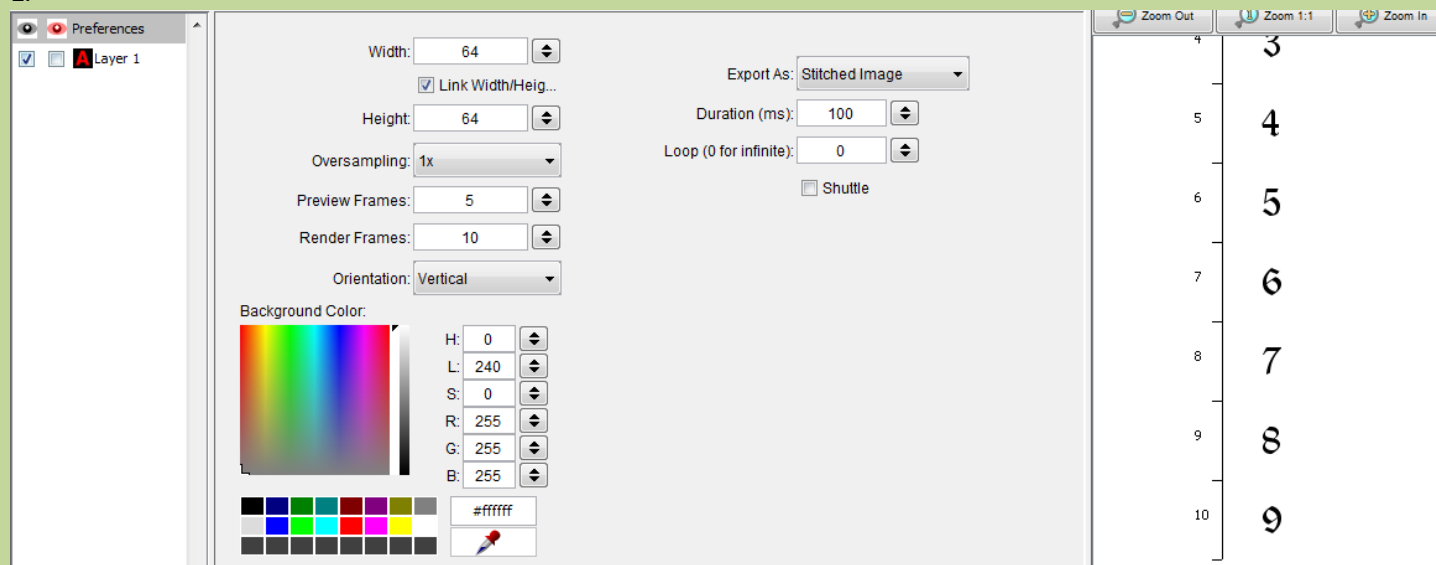 Preferences
Layer 1
Width: 64
Link Width/Heig...
Height: 64
Oversampling: 1x
Preview Frames: 5
Render Frames: 10
Orientation: Vertical
Background Color:
H: 0
L: 240
S: 0
R: 255
G: 255
B: 255
#ffffff
Export As: Stitched Image
Duration (ms): 100
Loop (0 for infinite): 0
Shuttle
Zoom Out Zoom 1:1 Zoom In
4 3
5 4
6 5
7 6
8 7
9 8
10 9